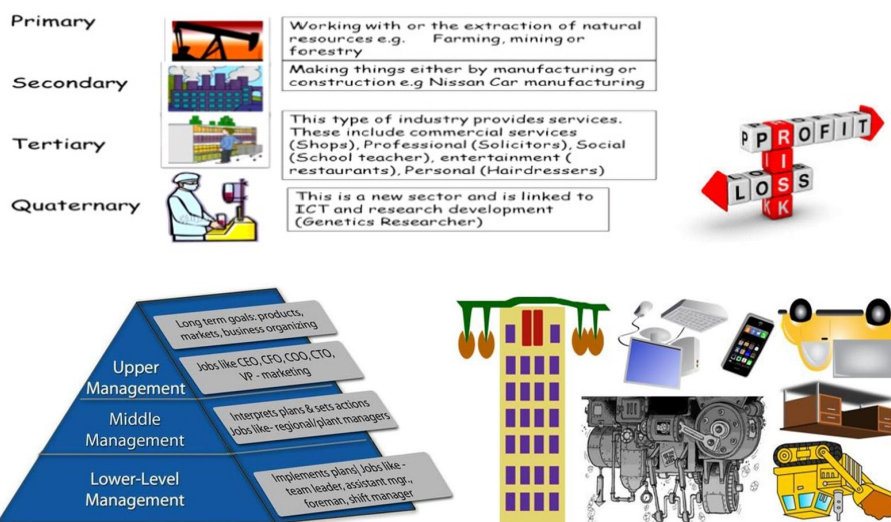 Primary
Working with or the extraction of natural
resources e.g. Farming, mining or
forestry
Secondary
Making things either by manufacturing or
construction e.g Nissan Car manufacturing
Tertiary
This type of industry provides services.
These include commercial services
(Shops), Professional (Solicitors), Social
(School teacher), entertainment (
restaurants), Personal (Hairdressers)
Quaternary
This is a new sector and is linked to
ICT and research development
(Genetics Researcher)
PROFIT
RISK
LOSS
Long term goals: products,
markets, business organizing
Upper
Management
Jobs like CEO, CFO, COO, CTO,
VP - marketing
Middle
Management
Interprets plans & sets actions
Jobs like- regional/plant managers
Lower-Level
Management
Implements plans| Jobs like -
team leader, assistant mgr.,
foreman, shift manager